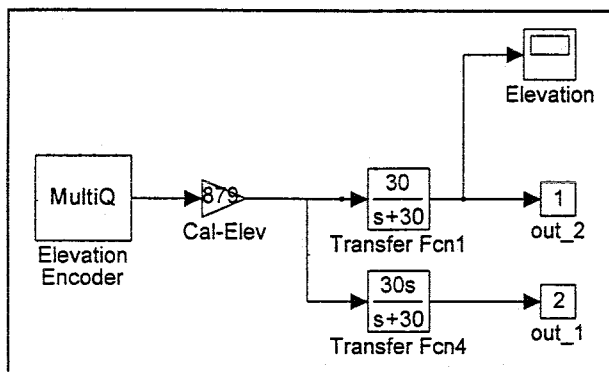 Elevation
MultiQ
Elevation
Encoder
879
Cal-Elev
30
s+30
Transfer Fcn1
1
out_2
30s
s+30
Transfer Fcn4
2
out_1